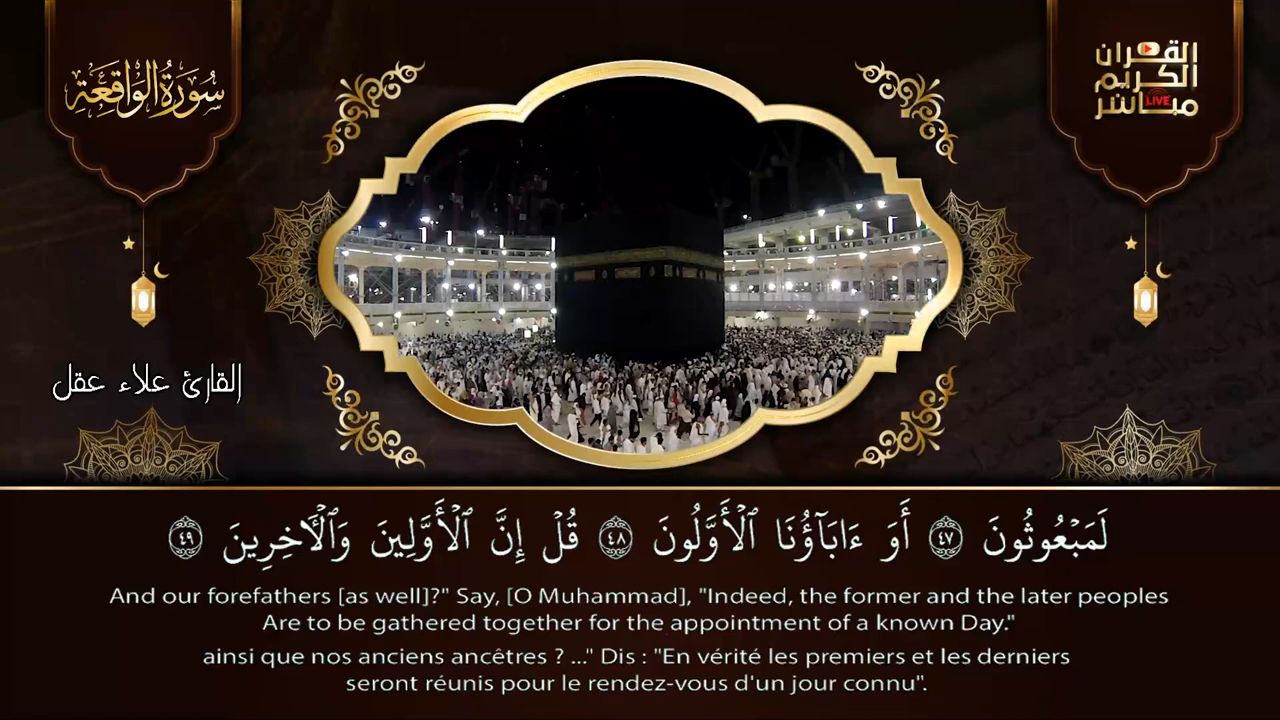 سُورَةُ الْوَاقِعَةِ
القرآن
الكريم
مباشر
LIVE
القارئ علاء عقل
لَمَبۡعُوثُونَ ٤٧ أَوَ ءَابَآؤُنَا ٱلۡأَوَّلُونَ ٤٨ قُلۡ إِنَّ ٱلۡأَوَّلِينَ وَٱلۡأٓخِرِينَ ٤٩
And our forefathers [as well]?" Say, [O Muhammad], "Indeed, the former and the later peoples
Are to be gathered together for the appointment of a known Day."
ainsi que nos anciens ancêtres ? ..." Dis : "En vérité les premiers et les derniers
seront réunis pour le rendez-vous d'un jour connu".